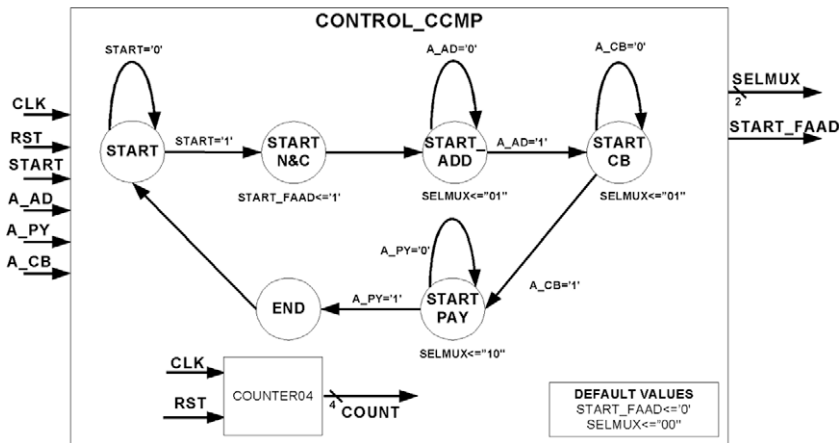 CONTROL_CCMP
START='0'
A_AD='0'
A_CB='0'
CLK
RST
START
A_AD
A_PY
A_CB
SELMUX
2
START_FAAD
START
START='1'
START
N&C
START_FAAD<='1'
START_
ADD
SELMUX<="01"
A_AD='1'
START
CB
SELMUX<="01"
A_PY='0'
A_CB='1'
END
A_PY='1'
START
PAY
SELMUX<="10"
CLK
RST
COUNTER04
4
COUNT
DEFAULT VALUES
START_FAAD<='0'
SELMUX<="00"